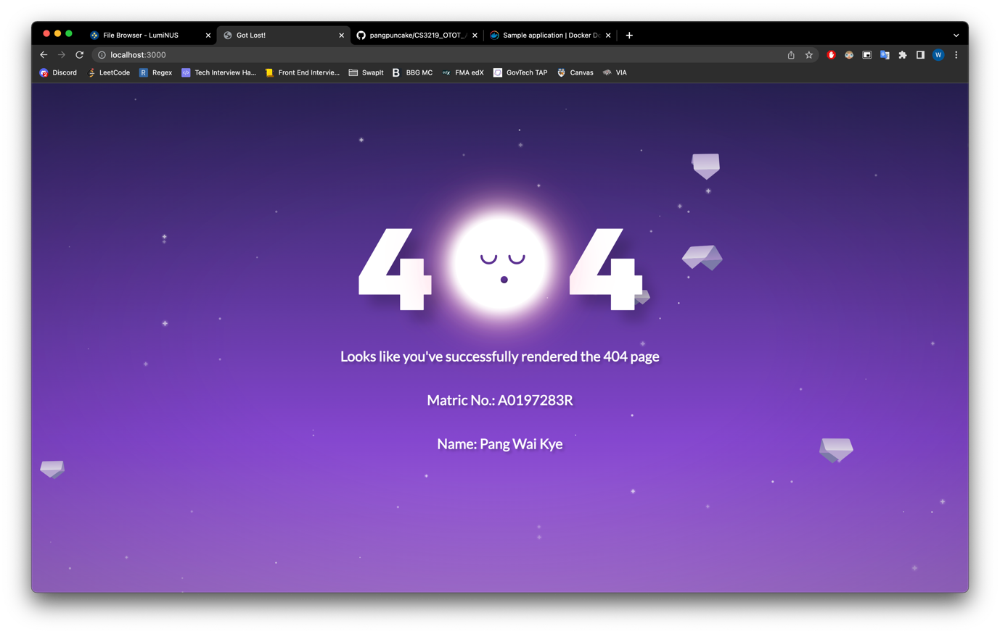 File Browser - LumiNUS
Got Lost!
pangpuncake/CS3219_OTOT_
Sample application | Docker D
localhost:3000
W
Discord
LeetCode
R Regex
Tech Interview Ha...
Front End Intervie...
SwapIt
B BBG MC
edX FMA edX
GovTech TAP
Canvas
VIA
4 4
Looks like you've successfully rendered the 404 page
Matric No.: A0197283R
Name: Pang Wai Kye